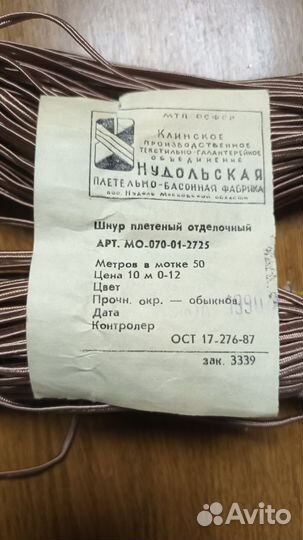 МТП РСФСР
КЛИНСКОЕ
ПРОИЗВОДСТВЕННОЕ
ТЕКСТИЛЬНО-ГАЛАНТЕРЕЙНОЕ
ОБЪЕДИНЕНИЕ
НУДОЛЬСКАЯ
ПЛЕТЕЛЬНО-БАСОННАЯ ФАБРИКА
пос. Нудоль Московской области
Шнур плетеный отделочный
АРТ. МО-070-01-2725
Метров в мотке 50
Цена 10 м 0-12
Цвет
Прочн. окр. — обыкнов.
Дата
Контролер
ОСТ 17-276-87
зак. 3339
Avito